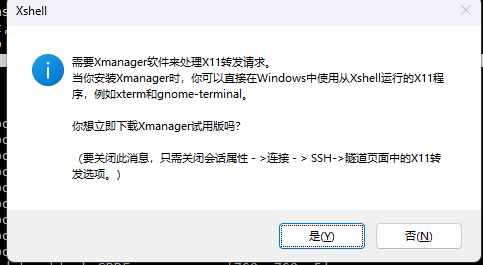 Xshell
需要Xmanager软件来处理X11转发请求。
当你安装Xmanager时，你可以直接在Windows中使用从Xshell运行的X11程
序，例如xterm和gnome-terminal。
你想立即下载Xmanager试用版吗?
（要关闭此消息，只需关闭会话属性 - >连接 - > SSH->隧道页面中的X11转
发选项。）
是(Y)
否(N)